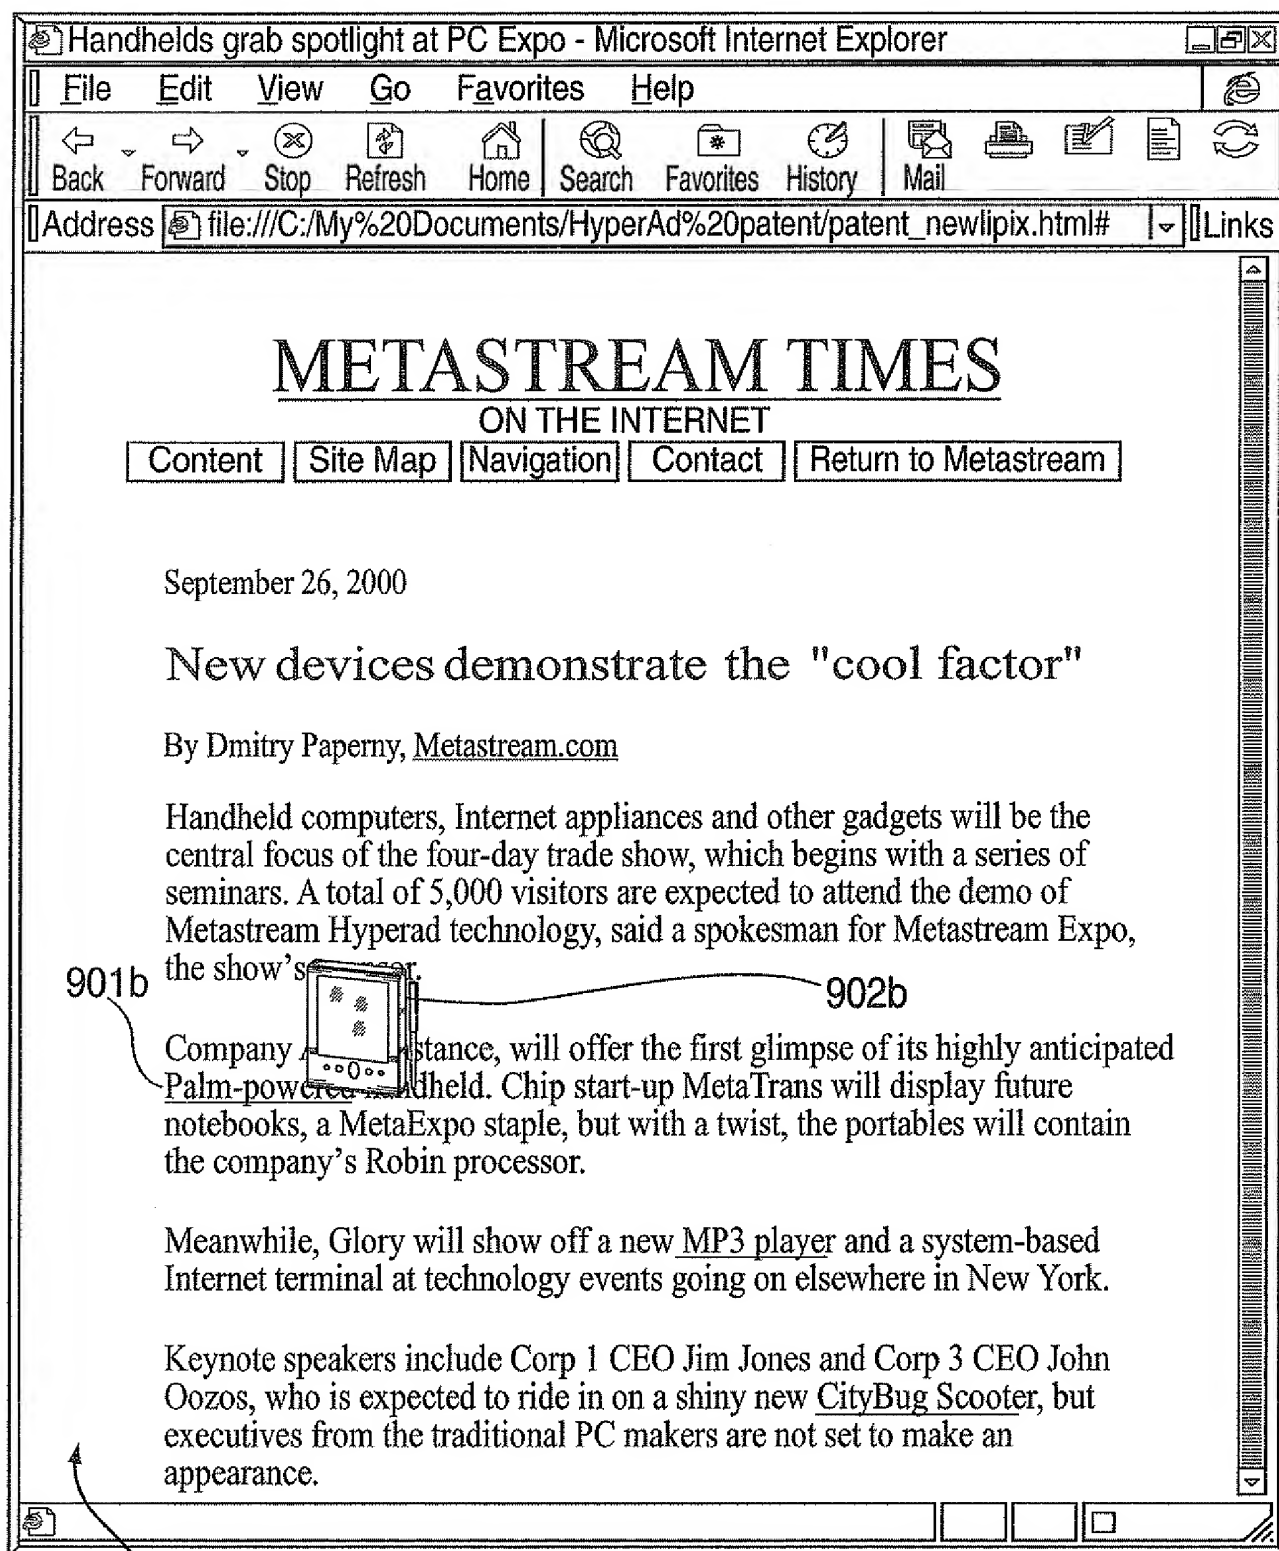 Handhelds grab spotlight at PC Expo - Microsoft Internet Explorer
File Edit View Go Favorites Help
Back Forward Stop Refresh Home Search Favorites History Mail
Address file:///C:/My%20Documents/HyperAd%20patent/patent_newlipix.html# Links
METASTREAM TIMES
ON THE INTERNET
Content Site Map Navigation Contact Return to Metastream
September 26, 2000
New devices demonstrate the "cool factor"
By Dmitry Paperny, Metastream.com
Handheld computers, Internet appliances and other gadgets will be the
central focus of the four-day trade show, which begins with a series of
seminars. A total of 5,000 visitors are expected to attend the demo of
Metastream Hyperad technology, said a spokesman for Metastream Expo,
901b the show's 902b
Company stance, will offer the first glimpse of its highly anticipated
Palm-powered dheld. Chip start-up MetaTrans will display future
notebooks, a MetaExpo staple, but with a twist, the portables will contain
the company's Robin processor.
Meanwhile, Glory will show off a new MP3 player and a system-based
Internet terminal at technology events going on elsewhere in New York.
Keynote speakers include Corp 1 CEO Jim Jones and Corp 3 CEO John
Oozos, who is expected to ride in on a shiny new CityBug Scooter, but
executives from the traditional PC makers are not set to make an
appearance.